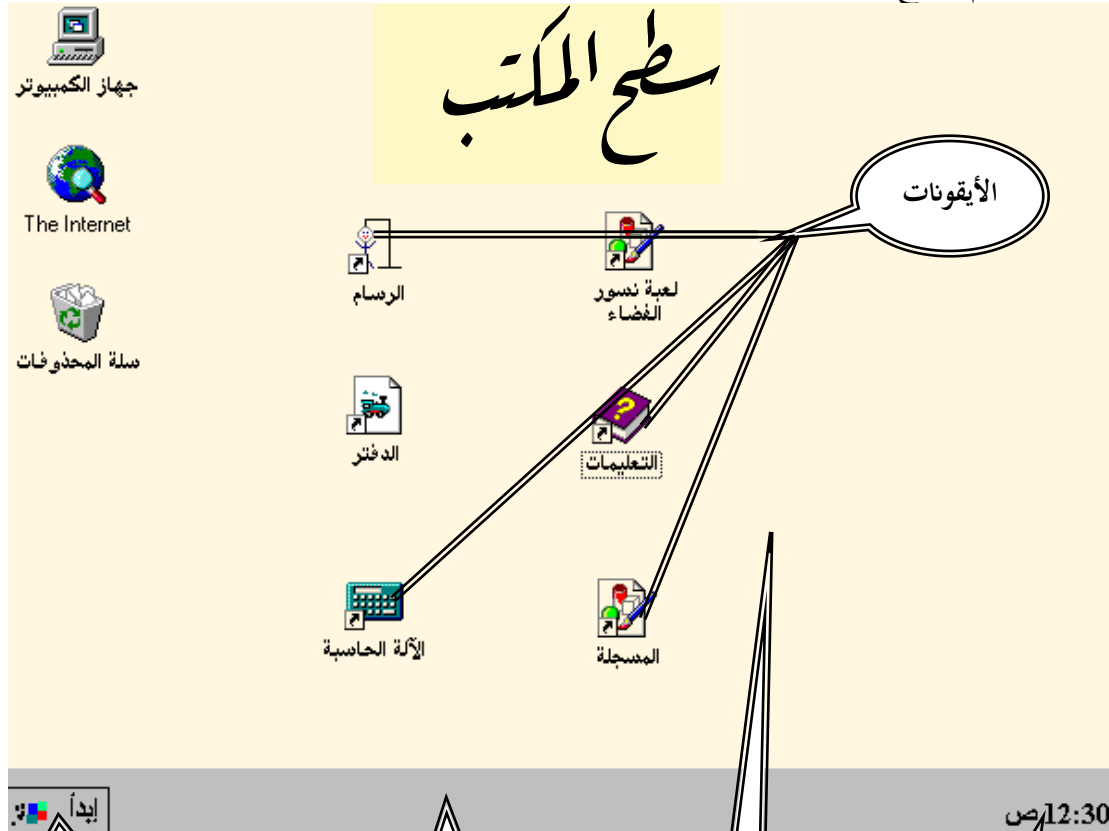 سطح المكتب
جهاز الكمبيوتر
الأيقونات
The Internet
الرسام
لعبة نسور
الفضاء
سلة المحذوفات
الدفتر
التعليمات
الآلة الحاسبة
المسجلة
إبدأ
12:30ص